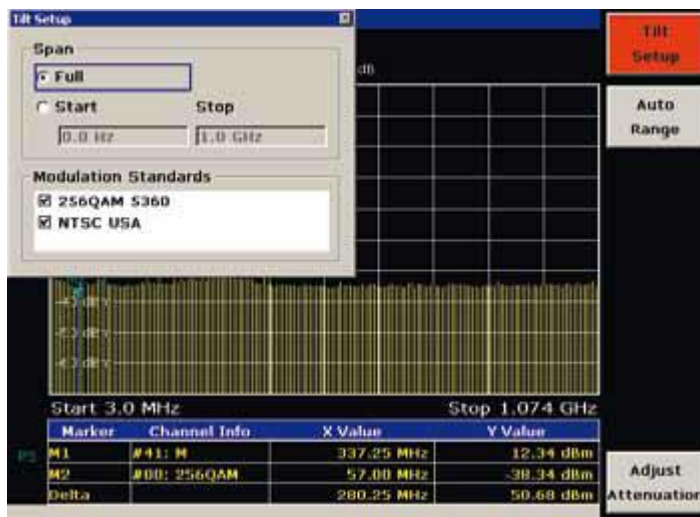 Tilt Setup
Span
Full
Start Stop
0.0 Hz 1.0 GHz
Modulation Standards
256QAM S360
NTSC USA
dB
Tilt Setup
Auto Range
Start 3.0 MHz Stop 1.074 GHz
Marker Channel Info X Value Y Value
M1 #41: M 337.25 MHz 12.34 dBm
M2 #00: 256QAM 57.00 MHz -38.34 dBm
Delta 280.25 MHz 50.68 dBm
Adjust Attenuation